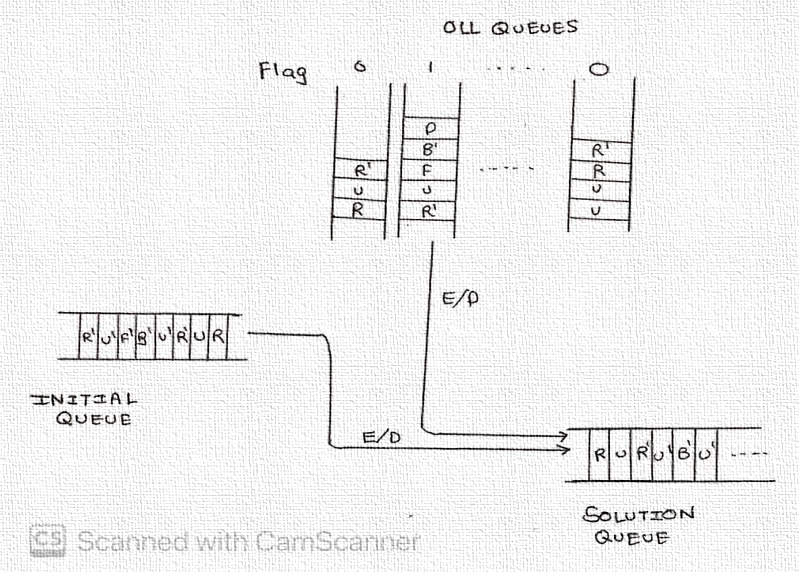 OLL QUEUES
Flag 0 1 ...... 0
D
B' R'
R' F ...... R
U U U
R R' U
E/D
R' U' F' B' U' R' U R
INITIAL
QUEUE
E/D
R U R' U' B' U' ----
SOLUTION
QUEUE
CS Scanned with CamScanner